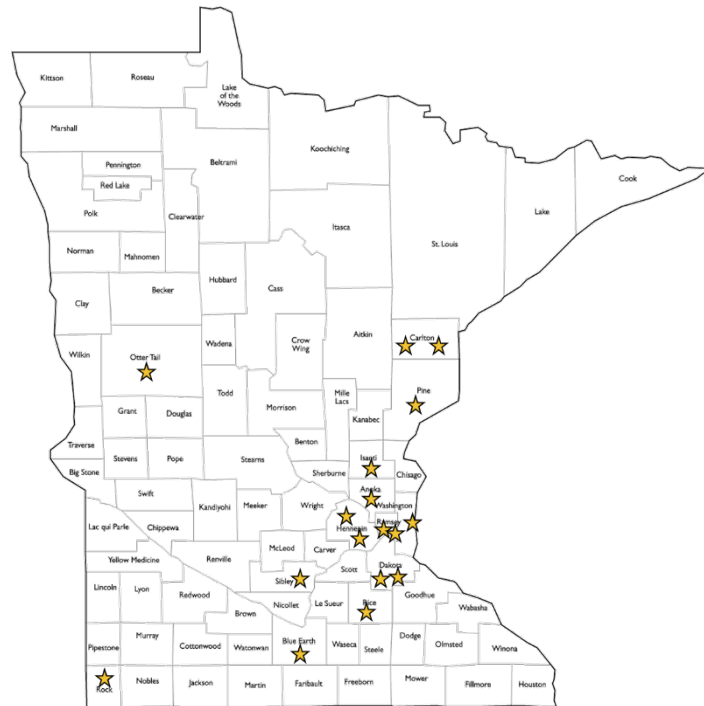 Kittson
Roseau
Lake
of the
Woods
Marshall
Koochiching
Pennington
Beltrami
Red Lake
Cook
Polk
Clearwater
Lake
Itasca
St. Louis
Norman
Mahnomen
Hubbard
Becker
Cass
Clay
Aitkin
Carlton
Wadena
Crow
Wing
Wilkin
Otter Tail
Pine
Todd
Mille
Lacs
Morrison
Grant
Douglas
Kanabec
Benton
Traverse
Isanti
Stevens
Pope
Stearns
Big Stone
Sherburne
Chisago
Anoka
Swift
Kandiyohi
Meeker
Wright
Washington
Lac qui Parle
Chippewa
Hennepin
Ramsey
McLeod
Carver
Yellow Medicine
Renville
Scott
Dakota
Sibley
Lincoln
Lyon
Redwood
Nicollet
Le Sueur
Rice
Goodhue
Wabasha
Brown
Pipestone
Murray
Cottonwood
Watonwan
Blue Earth
Waseca
Steele
Dodge
Olmsted
Winona
Rock
Nobles
Jackson
Martin
Faribault
Freeborn
Mower
Fillmore
Houston